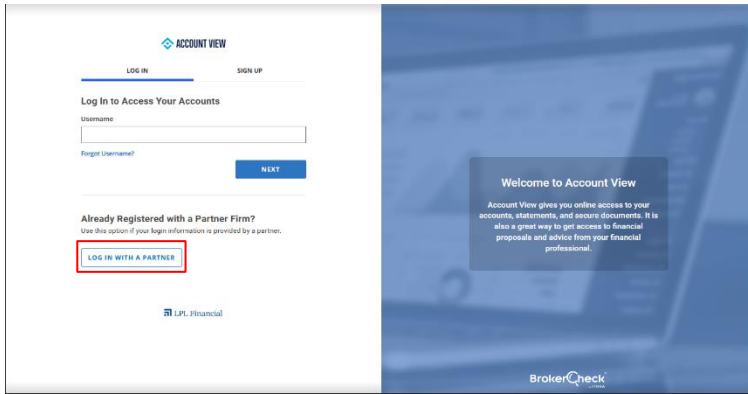 ACCOUNT VIEW
LOG IN
SIGN UP
Log In to Access Your Accounts
Username
Forgot Username?
NEXT
Already Registered with a Partner Firm?
Use this option if your login information is provided by a partner.
LOG IN WITH A PARTNER
LPL Financial
Welcome to Account View
Account View gives you online access to your
accounts, statements, and secure documents. It is
also a great way to get access to financial
proposals and advice from your financial
professional.
BrokerCheck